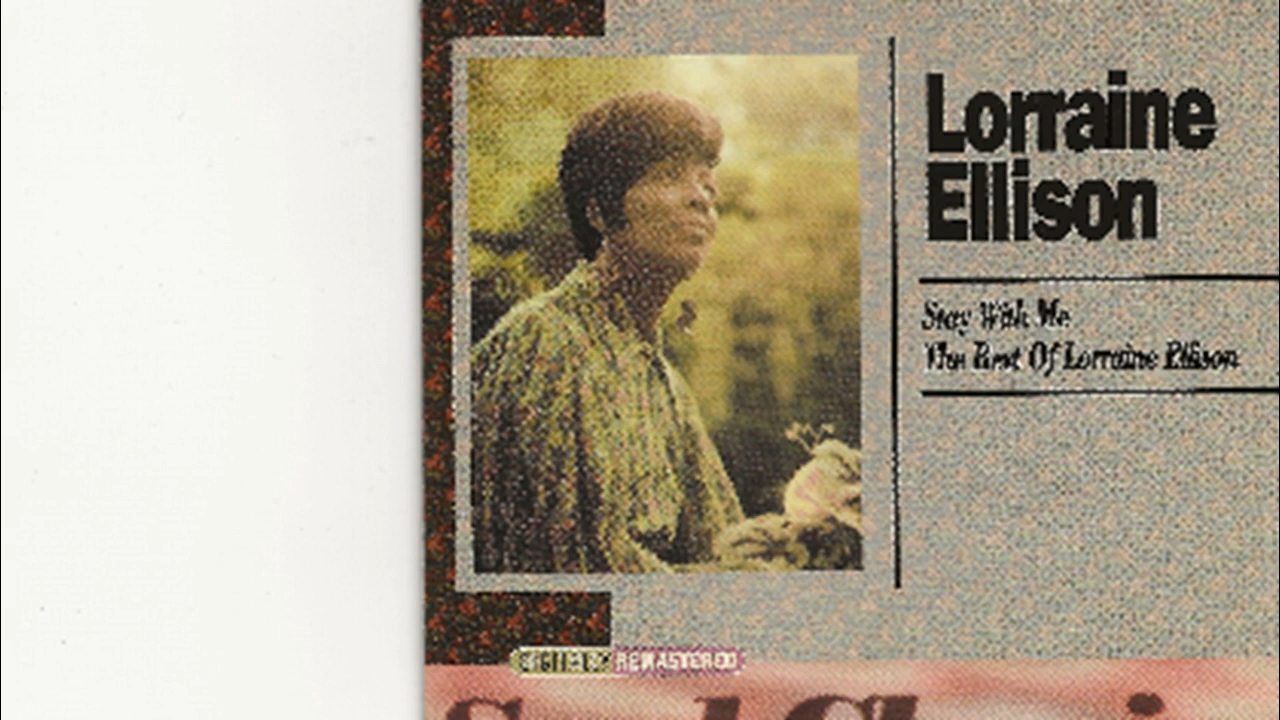 Lorraine
Ellison
Stay With Me
The Best Of Lorraine Ellison
DIGITALLY REMASTERED